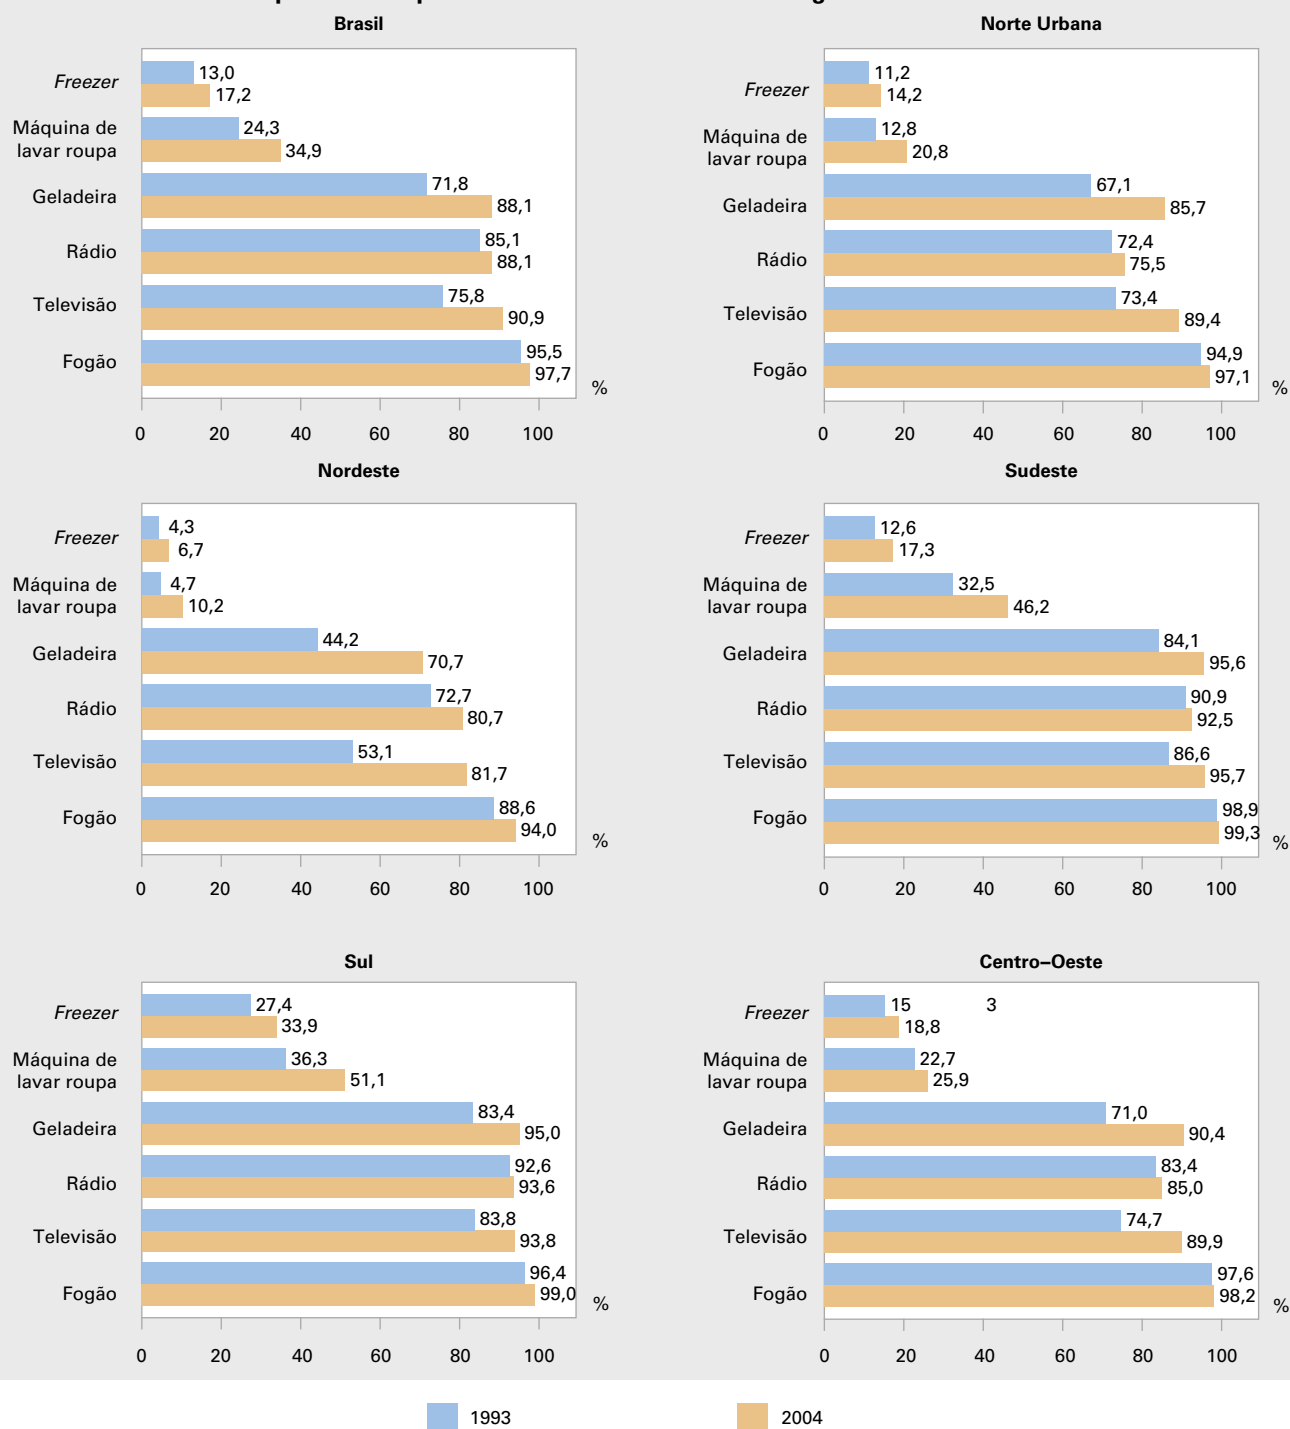 Brasil
Freezer
13,0
17,2
Máquina de
lavar roupa
24,3
34,9
Geladeira
71,8
88,1
Rádio
85,1
88,1
Televisão
75,8
90,9
Fogão
95,5
97,7
%
0 20 40 60 80 100
Norte Urbana
Freezer
11,2
14,2
Máquina de
lavar roupa
12,8
20,8
Geladeira
67,1
85,7
Rádio
72,4
75,5
Televisão
73,4
89,4
Fogão
94,9
97,1
%
0 20 40 60 80 100
Nordeste
Freezer
4,3
6,7
Máquina de
lavar roupa
4,7
10,2
Geladeira
44,2
70,7
Rádio
72,7
80,7
Televisão
53,1
81,7
Fogão
88,6
94,0
%
0 20 40 60 80 100
Sudeste
Freezer
12,6
17,3
Máquina de
lavar roupa
32,5
46,2
Geladeira
84,1
95,6
Rádio
90,9
92,5
Televisão
86,6
95,7
Fogão
98,9
99,3
%
0 20 40 60 80 100
Sul
Freezer
27,4
33,9
Máquina de
lavar roupa
36,3
51,1
Geladeira
83,4
95,0
Rádio
92,6
93,6
Televisão
83,8
93,8
Fogão
96,4
99,0
%
0 20 40 60 80 100
Centro–Oeste
Freezer
15 3
18,8
Máquina de
lavar roupa
22,7
25,9
Geladeira
71,0
90,4
Rádio
83,4
85,0
Televisão
74,7
89,9
Fogão
97,6
98,2
%
0 20 40 60 80 100
1993
2004